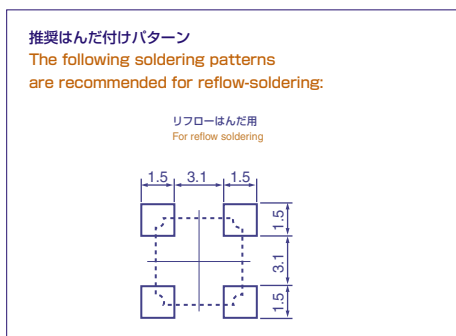 推奨はんだ付けパターン
The following soldering patterns
are recommended for reflow-soldering:
リフローはんだ用
For reflow soldering
1.5 3.1 1.5
1.5
3.1
1.5